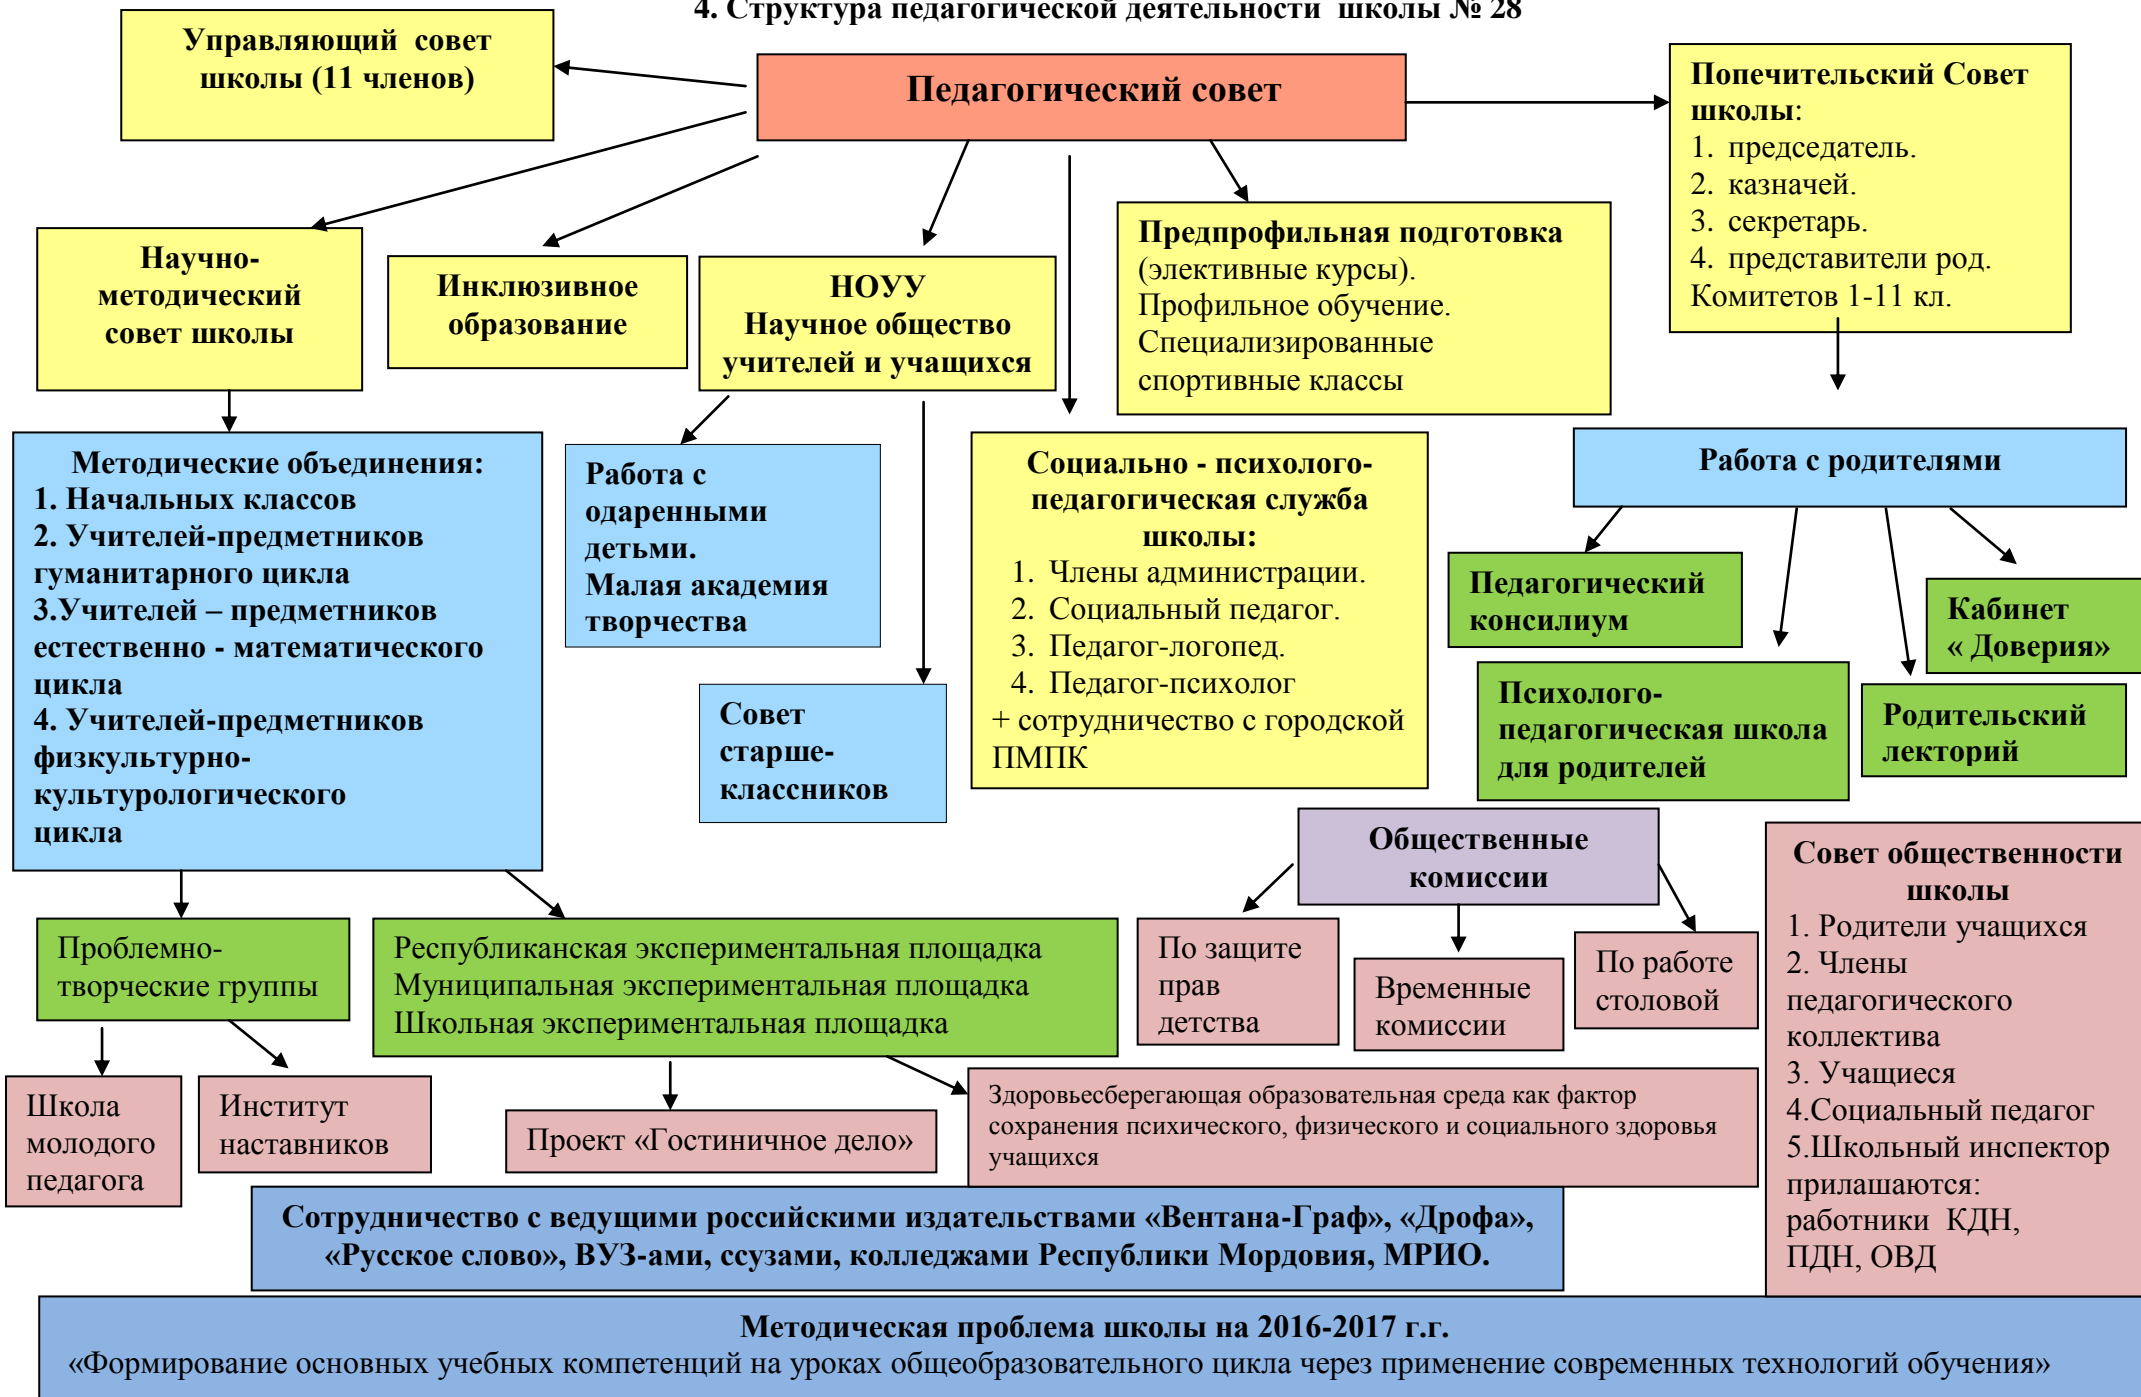 4. Структура педагогической деятельности школы № 28
Управляющий совет
школы (11 членов)
Педагогический совет
Попечительский Совет
школы:
1. председатель.
2. казначей.
3. секретарь.
4. представители род.
Комитетов 1-11 кл.
Научно-
методический
совет школы
Инклюзивное
образование
НОУУ
Научное общество
учителей и учащихся
Предпрофильная подготовка
(элективные курсы).
Профильное обучение.
Специализированные
спортивные классы
Методические объединения:
1. Начальных классов
2. Учителей-предметников
гуманитарного цикла
3.Учителей – предметников
естественно - математического
цикла
4. Учителей-предметников
физкультурно-
культурологического
цикла
Работа с
одаренными
детьми.
Малая академия
творчества
Совет
старше-
классников
Социально - психолого-
педагогическая служба
школы:
1. Члены администрации.
2. Социальный педагог.
3. Педагог-логопед.
4. Педагог-психолог
+ сотрудничество с городской
ПМПК
Работа с родителями
Педагогический
консилиум
Кабинет
« Доверия»
Психолого-
педагогическая школа
для родителей
Родительский
лекторий
Общественные
комиссии
По защите
прав
детства
Временные
комиссии
По работе
столовой
Совет общественности
школы
1. Родители учащихся
2. Члены
педагогического
коллектива
3. Учащиеся
4.Социальный педагог
5.Школьный инспектор
прилашаются:
работники КДН,
ПДН, ОВД
Проблемно-
творческие группы
Республиканская экспериментальная площадка
Муниципальная экспериментальная площадка
Школьная экспериментальная площадка
Школа
молодого
педагога
Институт
наставников
Проект «Гостиничное дело»
Здоровьесберегающая образовательная среда как фактор
сохранения психического, физического и социального здоровья
учащихся
Сотрудничество с ведущими российскими издательствами «Вентана-Граф», «Дрофа»,
«Русское слово», ВУЗ-ами, ссузами, колледжами Республики Мордовия, МРИО.
Методическая проблема школы на 2016-2017 г.г.
«Формирование основных учебных компетенций на уроках общеобразовательного цикла через применение современных технологий обучения»